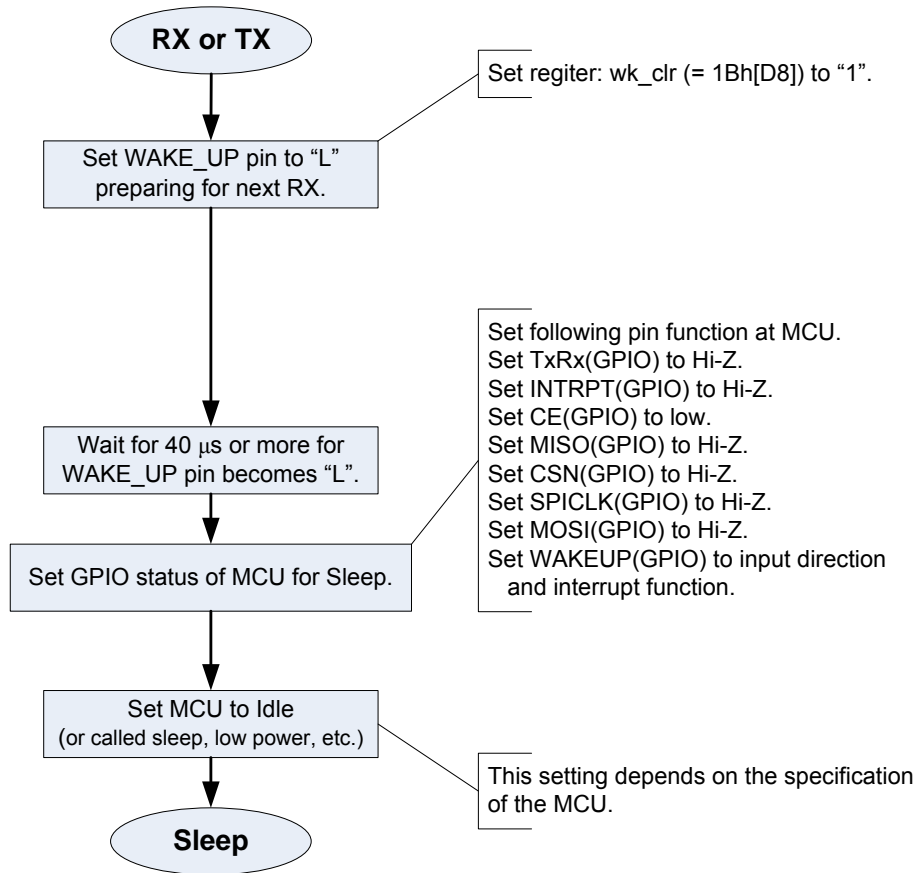 RX or TX
Set regiter: wk_clr (= 1Bh[D8]) to “1”.
Set WAKE_UP pin to “L”
preparing for next RX.
Wait for 40 μs or more for
WAKE_UP pin becomes “L”.
Set following pin function at MCU.
Set TxRx(GPIO) to Hi-Z.
Set INTRPT(GPIO) to Hi-Z.
Set CE(GPIO) to low.
Set MISO(GPIO) to Hi-Z.
Set CSN(GPIO) to Hi-Z.
Set SPICLK(GPIO) to Hi-Z.
Set MOSI(GPIO) to Hi-Z.
Set WAKEUP(GPIO) to input direction
and interrupt function.
Set GPIO status of MCU for Sleep.
Set MCU to Idle
(or called sleep, low power, etc.)
This setting depends on the specification
of the MCU.
Sleep